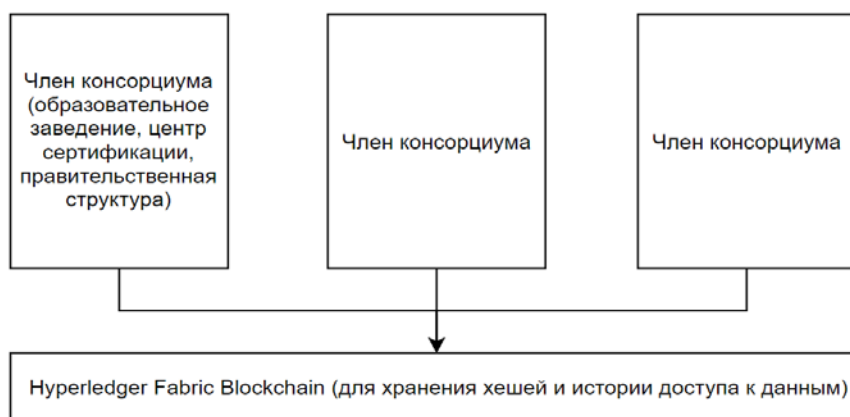 Член консорциума
(образовательное
заведение, центр
сертификации,
правительственная
структура)
Член консорциума
Член консорциума
Hyperledger Fabric Blockchain (для хранения хешей и истории доступа к данным)